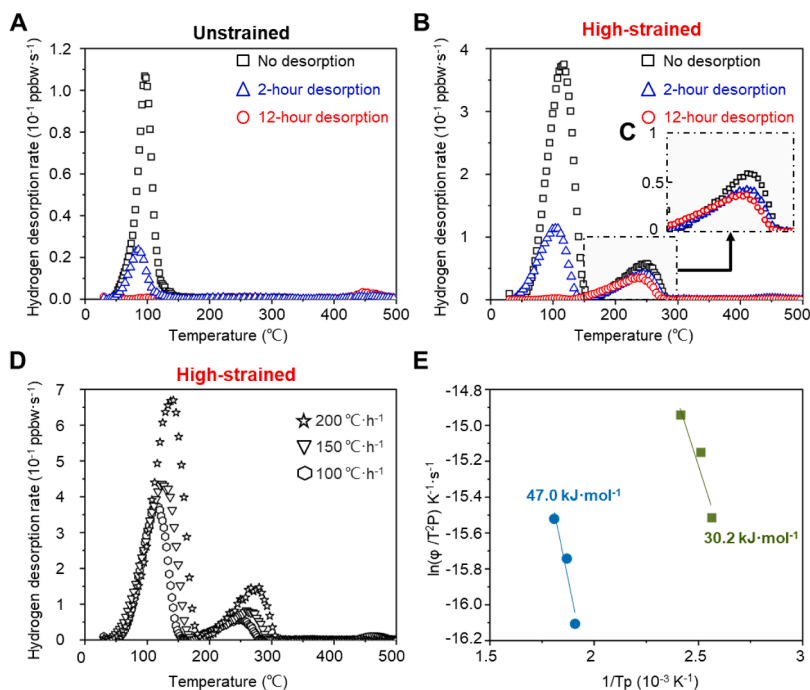 A
Unstrained
Hydrogen desorption rate (10⁻¹ ppbw·s⁻¹)
1.2
1.0
0.8
0.6
0.4
0.2
0.0
No desorption
2-hour desorption
12-hour desorption
0 100 200 300 400 500
Temperature (℃)
B
High-strained
Hydrogen desorption rate (10⁻¹ ppbw·s⁻¹)
4
3
2
1
0
No desorption
2-hour desorption
12-hour desorption
C
1
0.5
0
0 100 200 300 400 500
Temperature (℃)
D
High-strained
Hydrogen desorption rate (10⁻¹ ppbw·s⁻¹)
7
6
5
4
3
2
1
0
200 ℃·h⁻¹
150 ℃·h⁻¹
100 ℃·h⁻¹
0 100 200 300 400 500
Temperature (℃)
E
ln(φ /T²P) K⁻¹·s⁻¹
-14.8
-15.0
-15.2
-15.4
-15.6
-15.8
-16.0
-16.2
47.0 kJ·mol⁻¹
30.2 kJ·mol⁻¹
1.5 2 2.5 3
1/Tp (10⁻³ K⁻¹)